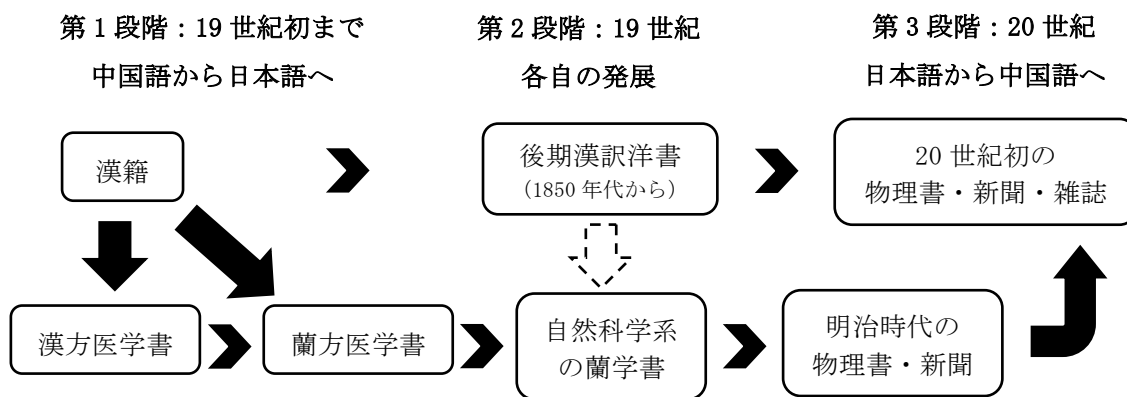 第1段階：19世紀初まで
中国語から日本語へ
第2段階：19世紀
各自の発展
第3段階：20世紀
日本語から中国語へ
漢籍
後期漢訳洋書
（1850年代から）
20世紀初の
物理書・新聞・雑誌
漢方医学書
蘭方医学書
自然科学系
の蘭学書
明治時代の
物理書・新聞